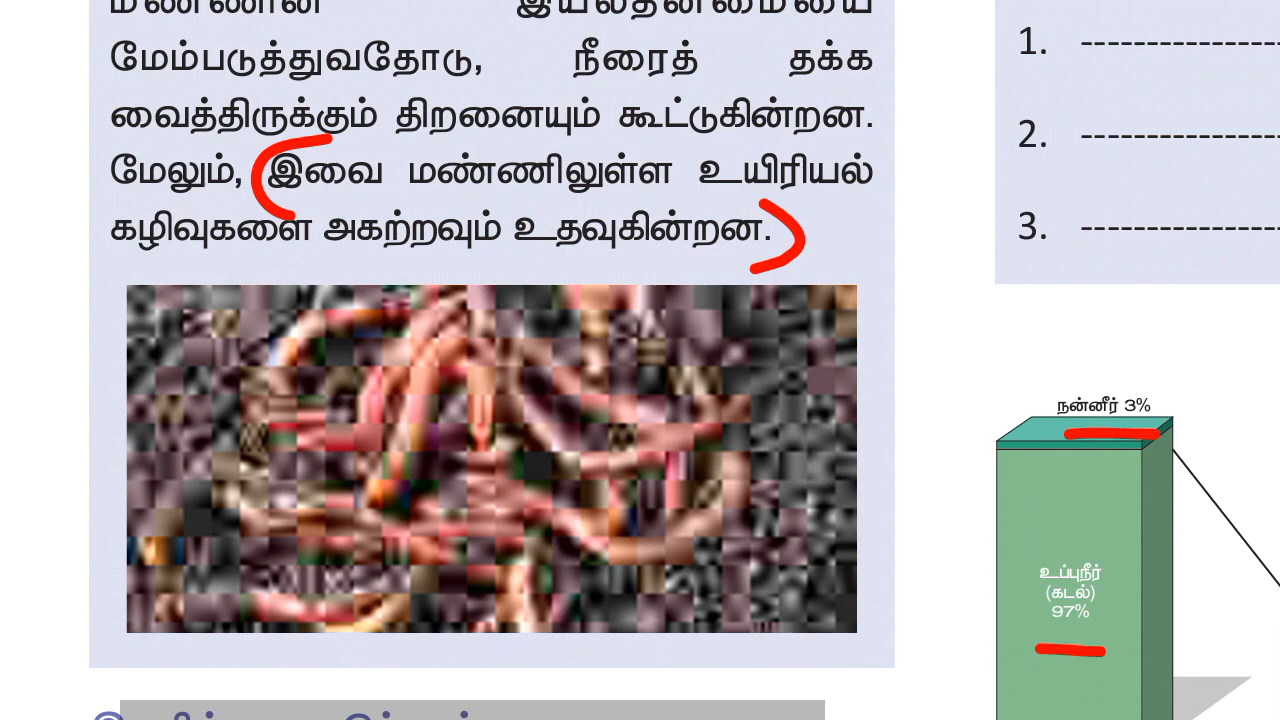 மேம்படுத்துவதோடு, நீரைத் தக்க
வைத்திருக்கும் திறனையும் கூட்டுகின்றன.
மேலும், இவை மண்ணிலுள்ள உயிரியல்
கழிவுகளை அகற்றவும் உதவுகின்றன.
1. ---------------
2. ---------------
3. ---------------
நன்னீர் 3%
உப்புநீர்
(கடல்)
97%